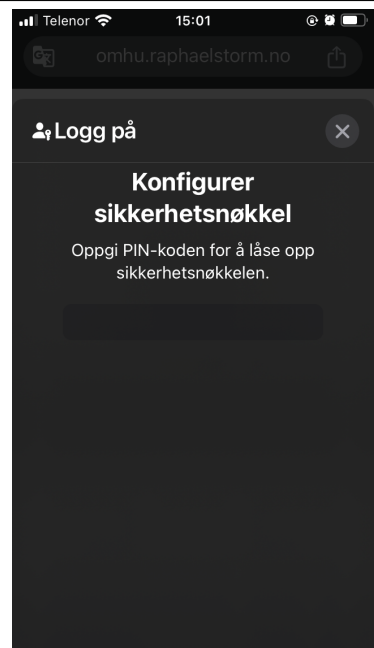 Telenor 15:01
omhu.raphaelstorm.no
Logg på
Konfigurer
sikkerhetsnøkkel
Oppgi PIN-koden for å låse opp
sikkerhetsnøkkelen.